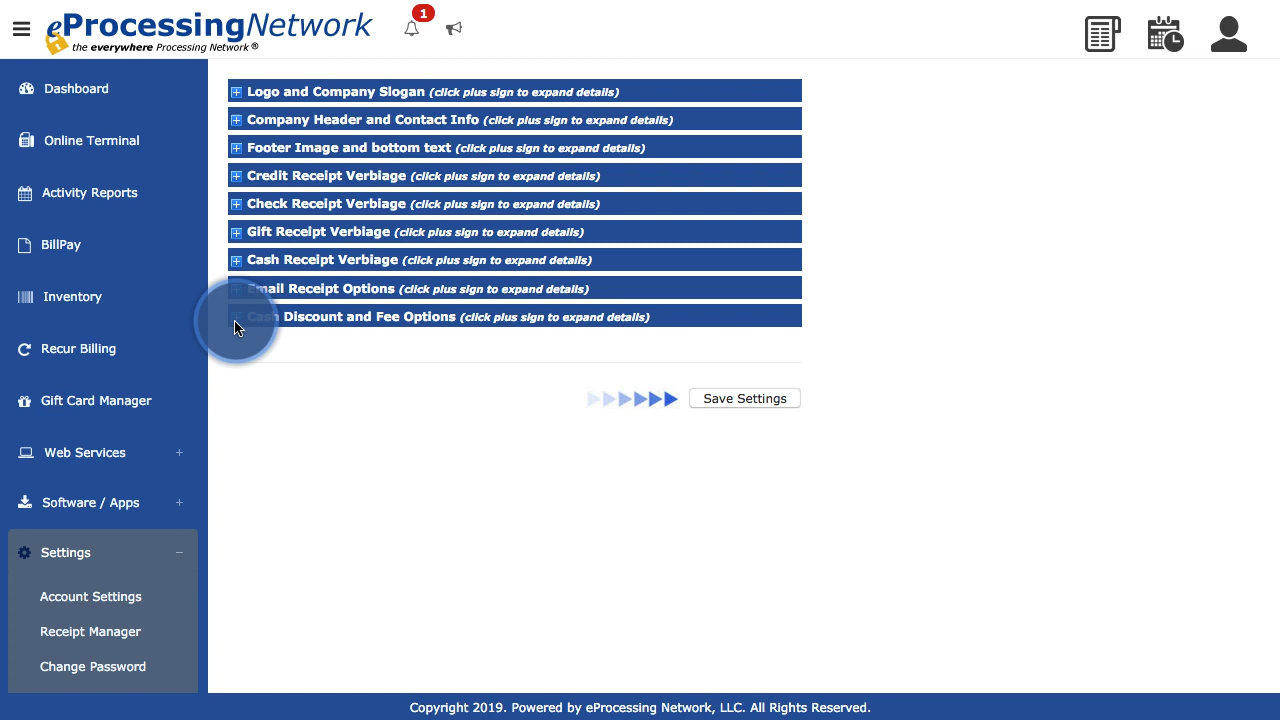 eProcessingNetwork
the everywhere Processing Network®
1
Dashboard
Online Terminal
Activity Reports
BillPay
Inventory
Recur Billing
Gift Card Manager
Web Services +
Software / Apps +
Settings −
Account Settings
Receipt Manager
Change Password
Logo and Company Slogan (click plus sign to expand details)
Company Header and Contact Info (click plus sign to expand details)
Footer Image and bottom text (click plus sign to expand details)
Credit Receipt Verbiage (click plus sign to expand details)
Check Receipt Verbiage (click plus sign to expand details)
Gift Receipt Verbiage (click plus sign to expand details)
Cash Receipt Verbiage (click plus sign to expand details)
Email Receipt Options (click plus sign to expand details)
Cash Discount and Fee Options (click plus sign to expand details)
Save Settings
Copyright 2019. Powered by eProcessing Network, LLC. All Rights Reserved.